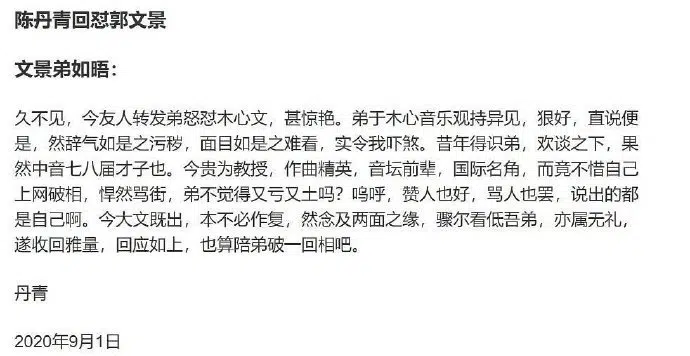 陈丹青回怼郭文景
文景弟如晤：
久不见，今友人转发弟怒怼木心文，甚惊艳。弟于木心音乐观持异见，狠好，直说便
是，然辞气如是之污秽，面目如是之难看，实令我吓煞。昔年得识弟，欢谈之下，果
然中音七八届才子也。今贵为教授，作曲精英，音坛前辈，国际名角，而竟不惜自己
上网破相，悍然骂街，弟不觉得又亏又土吗？呜呼，赞人也好，骂人也罢，说出的都
是自己啊。今大文既出，本不必作复，然念及两面之缘，骤尔看低吾弟，亦属无礼，
遂收回雅量，回应如上，也算陪弟破一回相吧。
丹青
2020年9月1日